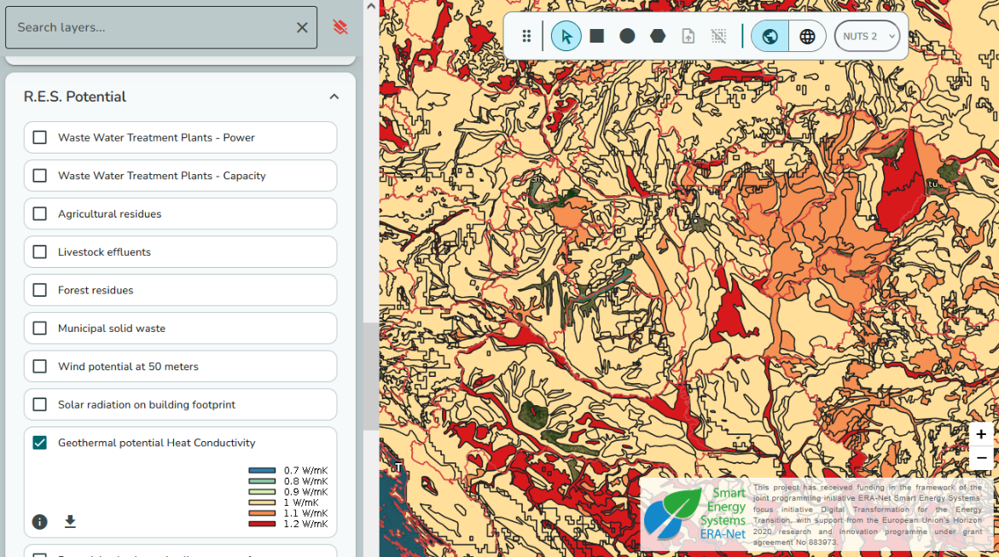 Search layers...
NUTS 2
R.E.S. Potential
Waste Water Treatment Plants - Power
Waste Water Treatment Plants - Capacity
Agricultural residues
Livestock effluents
Forest residues
Municipal solid waste
Wind potential at 50 meters
Solar radiation on building footprint
Geothermal potential Heat Conductivity
0.7 W/mK
0.8 W/mK
0.9 W/mK
1 W/mK
1.1 W/mK
1.2 W/mK
tu
T
+
−
Smart
Energy
Systems
ERA-Net
This project has received funding in the framework of the
joint programming initiative ERA-Net Smart Energy Systems'
focus initiative Digital Transformation for the Energy
Transition, with support from the European Union's Horizon
2020 research and innovation programme under grant
agreement No 883973.